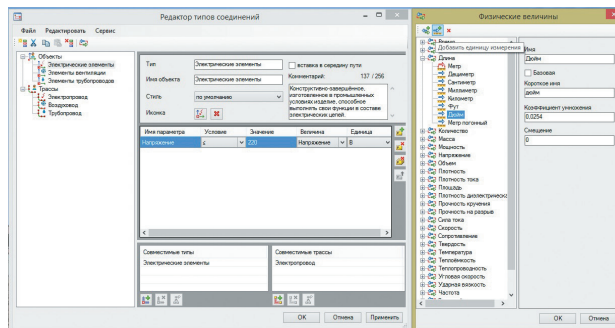 Редактор типов соединений
Файл Редактировать Сервис
Объекты
Электрические элементы
Элементы вентиляции
Элементы трубопроводов
Трассы
Электропровод
Воздуховод
Трубопровод
Тип
Электрические элементы
вставка в середину пути
Имя объекта
Электрические элементы
Комментарий: 137 / 256
Стиль
по умолчанию
Конструктивно-завершённое,
изготовленное в промышленных
условиях изделие, способное
выполнять свои функции в составе
электрических цепей.
Иконка
Имя параметра Условие Значение Величина Единица
Напряжение ≤ 220 Напряжение В
Совместимые типы
Электрические элементы
Совместимые трассы
Электропровод
OK Отмена Применить
Физические величины
Добавить единицу измерения
Длина
Метр
Дециметр
Сантиметр
Миллиметр
Километр
Фут
Дюйм
Метр погонный
Количество
Масса
Мощность
Напряжение
Объем
Плотность
Плотность тока
Площадь
Плотность диэлектрическа
Прочность кручения
Прочность на разрыв
Сила тока
Скорость
Сопротивление
Твердость
Температура
Теплоёмкость
Теплопроводность
Угловая скорость
Ударная вязкость
Частота
Имя
Дюйм
Базовая
Короткое имя
дюйм
Коэффициент умножения
0.0254
Смещение
0
OK Отмена